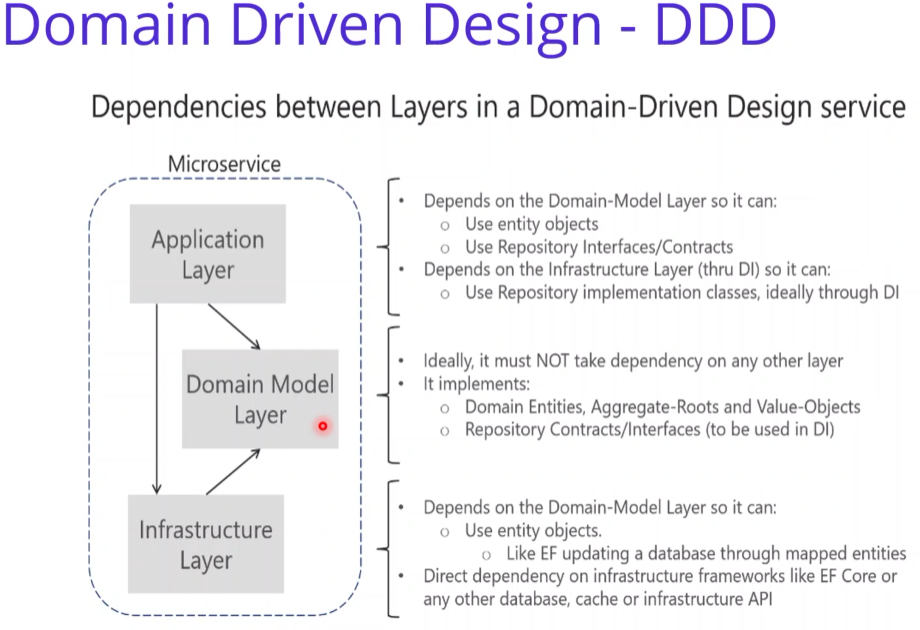 Domain Driven Design - DDD
Dependencies between Layers in a Domain-Driven Design service
Microservice
Application
Layer
• Depends on the Domain-Model Layer so it can:
o Use entity objects
o Use Repository Interfaces/Contracts
• Depends on the Infrastructure Layer (thru DI) so it can:
o Use Repository implementation classes, ideally through DI
Domain Model
Layer
• Ideally, it must NOT take dependency on any other layer
• It implements:
o Domain Entities, Aggregate-Roots and Value-Objects
o Repository Contracts/Interfaces (to be used in DI)
Infrastructure
Layer
• Depends on the Domain-Model Layer so it can:
o Use entity objects.
o Like EF updating a database through mapped entities
• Direct dependency on infrastructure frameworks like EF Core or
any other database, cache or infrastructure API